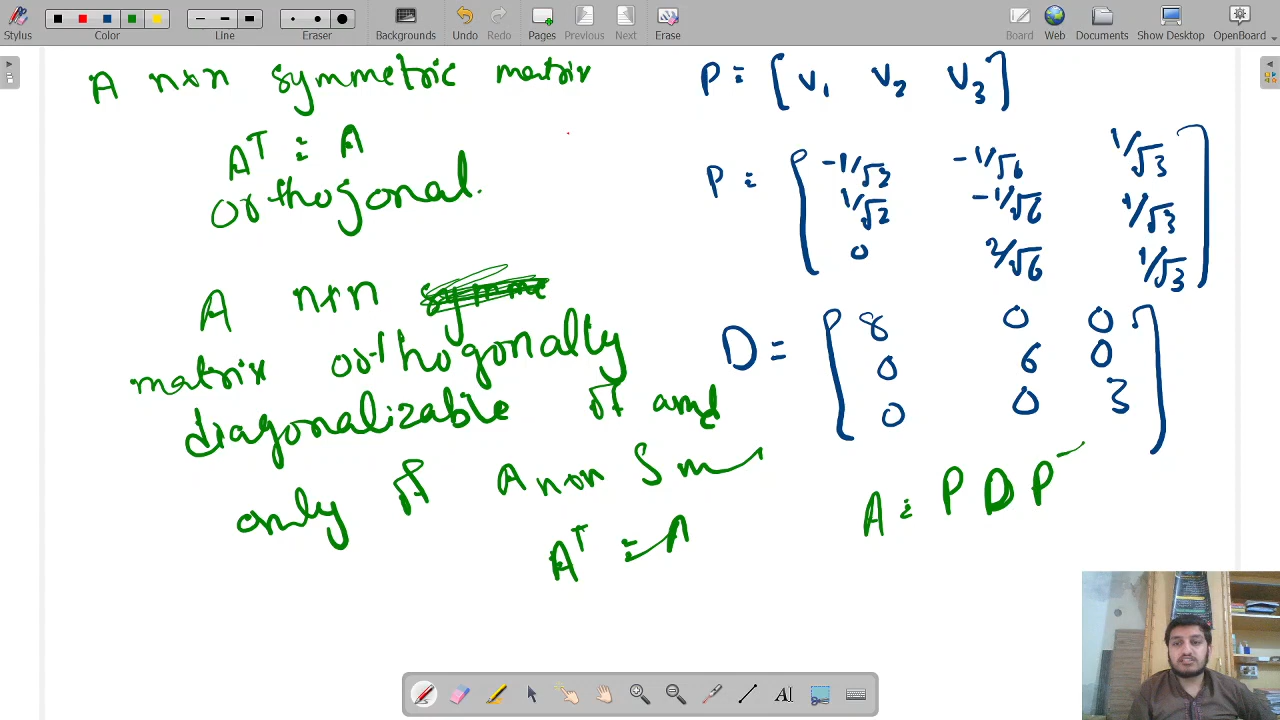 Stylus
Color
Line
Eraser
Backgrounds
Undo
Redo
Pages
Previous
Next
Erase
Board
Web
Documents
Show Desktop
OpenBoard
A n×n symmetric matrix
A^T = A
orthogonal.
A n×n
matrix orthogonally
diagonalizable if and
only if A n×n Sm
A^T = A
P = [ V1 V2 V3 ]
P = [ -1/√2 -1/√6 1/√3
1/√2 -1/√6 1/√3
0 2/√6 1/√3 ]
D = [ 8 0 0
0 6 0
0 0 3 ]
A = P D P^-